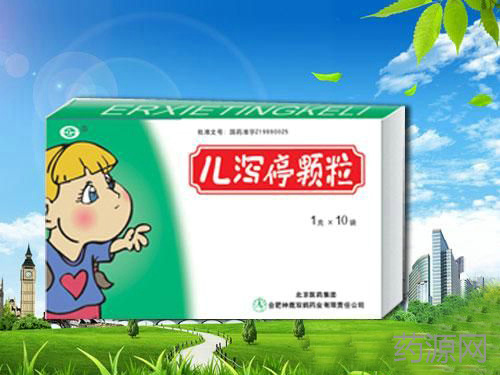 ERXIETINGKELI
批准文号：国药准字Z19990025
儿泻停颗粒
1克×10袋
北京医药集团
合肥神鹿双鹤药业有限责任公司
药源网